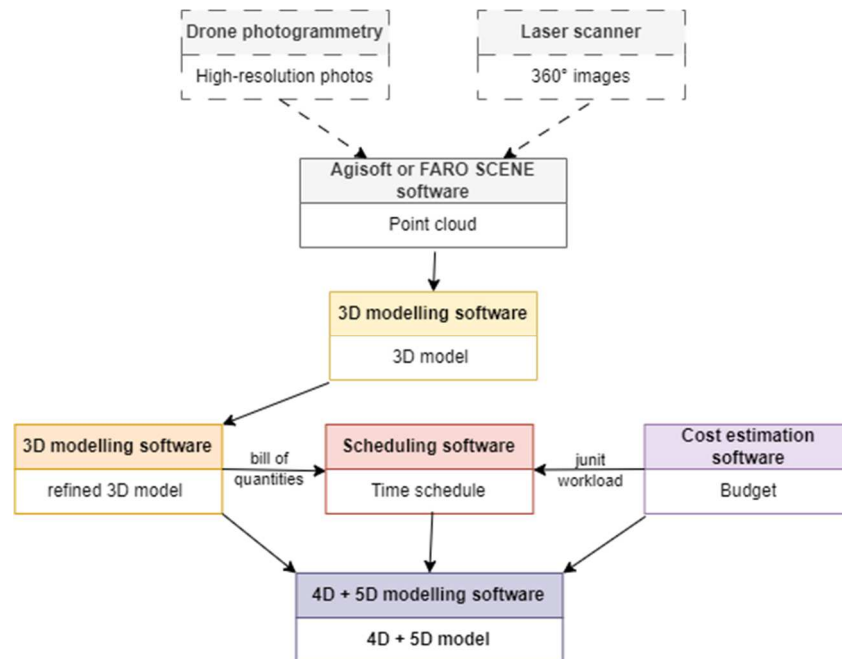 Drone photogrammetry
High-resolution photos
Laser scanner
360° images
Agisoft or FARO SCENE
software
Point cloud
3D modelling software
3D model
3D modelling software
refined 3D model
bill of
quantities
Scheduling software
Time schedule
junit
workload
Cost estimation
software
Budget
4D + 5D modelling software
4D + 5D model